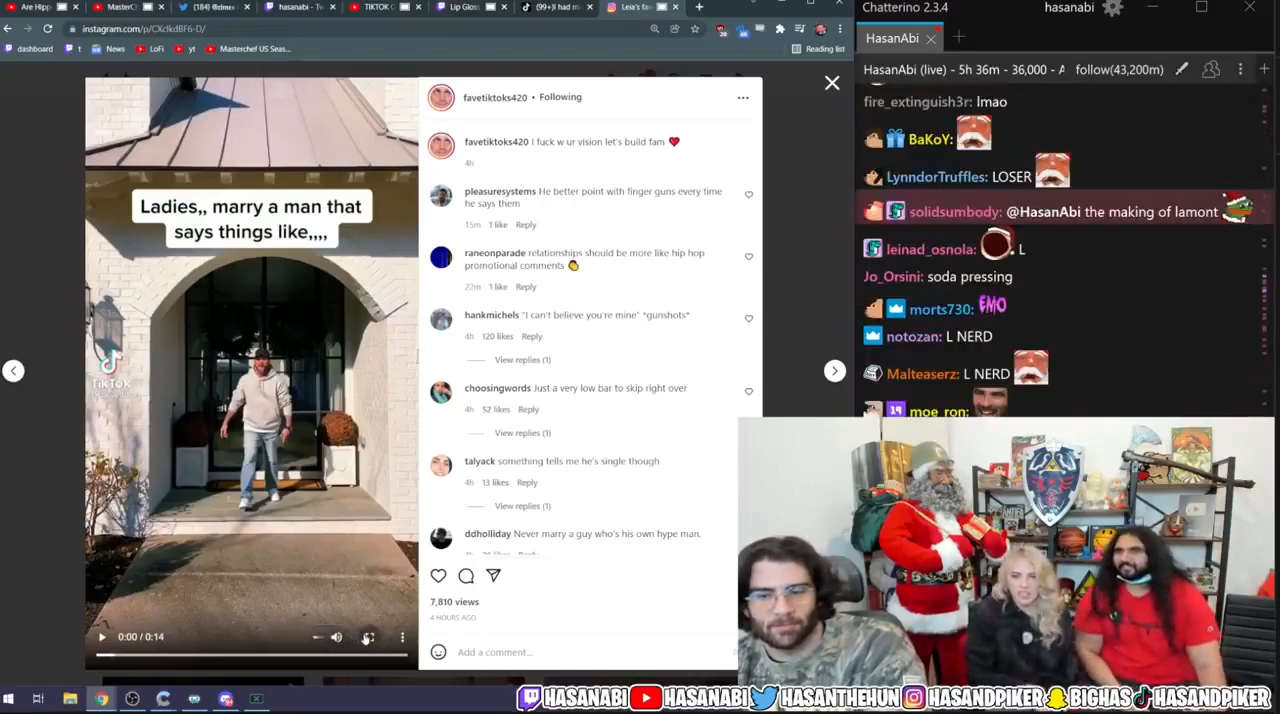 Are Hipp
MasterC
(184) @etmes
hasanabi - Tw
TIKTOK
Lip Gloss
(99+) I had m
Leia's fa
instagram.com/p/CXclkdBF6-D/
dashboard
t
News
LoFi
yt
Masterchef US Seas...
Reading list
Ladies,, marry a man that
says things like,,,,
TikTok
0:00 / 0:14
favetiktoks420 • Following
favetiktoks420 I fuck w ur vision let's build fam
4h
pleasuresystems He better point with finger guns every time
he says them
15m 1 like Reply
raneonparade relationships should be more like hip hop
promotional comments
22m 1 like Reply
hankmichels "I can't believe you're mine" *gunshots*
4h 120 likes Reply
View replies (1)
choosingwords Just a very low bar to skip right over
4h 52 likes Reply
View replies (1)
talyack something tells me he's single though
4h 13 likes Reply
View replies (1)
ddholliday Never marry a guy who's his own hype man.
7,810 views
4 HOURS AGO
Add a comment...
Chatterino 2.3.4
hasanabi
HasanAbi
HasanAbi (live) - 5h 36m - 36,000 - A
follow(43,200m)
fire_extinguish3r: lmao
BaKoY:
LynndorTruffles: LOSER
solidsumbody: @HasanAbi the making of lamont
leinad_osnola: L
Jo_Orsini: soda pressing
morts730: EMO
notozan: L NERD
Malteaserz: L NERD
moe_ron:
HASANABI HASANABI HASANTHEHUN HASANDPIKER BIGHAS HASANDPIKER